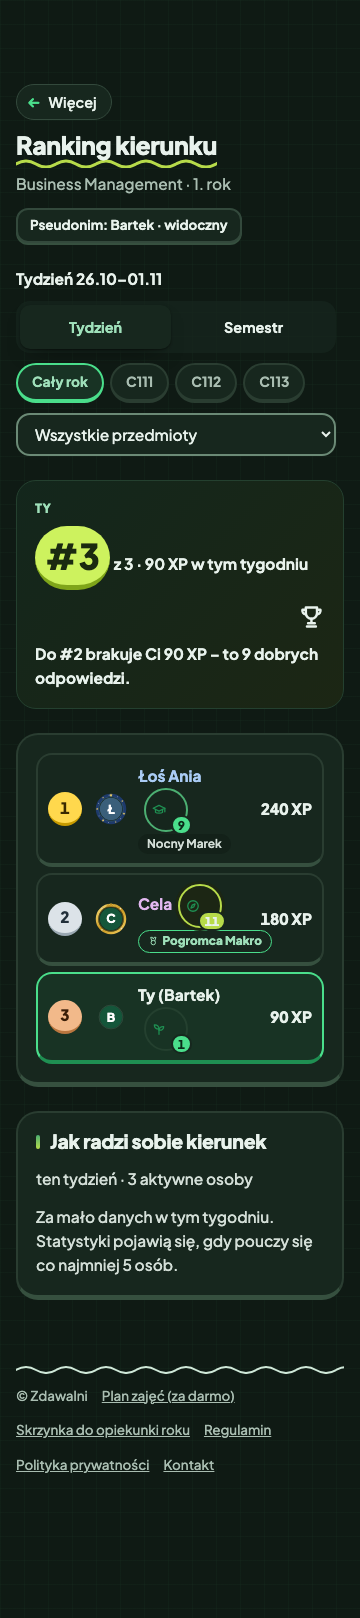 ← Więcej
Ranking kierunku
Business Management · 1. rok
Pseudonim: Bartek · widoczny
Tydzień 26.10–01.11
Tydzień Semestr
Cały rok C111 C112 C113
Wszystkie przedmioty
TY
#3 z 3 · 90 XP w tym tygodniu
Do #2 brakuje Ci 90 XP – to 9 dobrych
odpowiedzi.
Łoś Ania
1 Ł 240 XP
9
Nocny Marek
2 C Cela 180 XP
11
Pogromca Makro
Ty (Bartek)
3 B 90 XP
1
Jak radzi sobie kierunek
ten tydzień · 3 aktywne osoby
Za mało danych w tym tygodniu.
Statystyki pojawią się, gdy pouczy się
co najmniej 5 osób.
© Zdawalni Plan zajęć (za darmo)
Skrzynka do opiekunki roku Regulamin
Polityka prywatności Kontakt